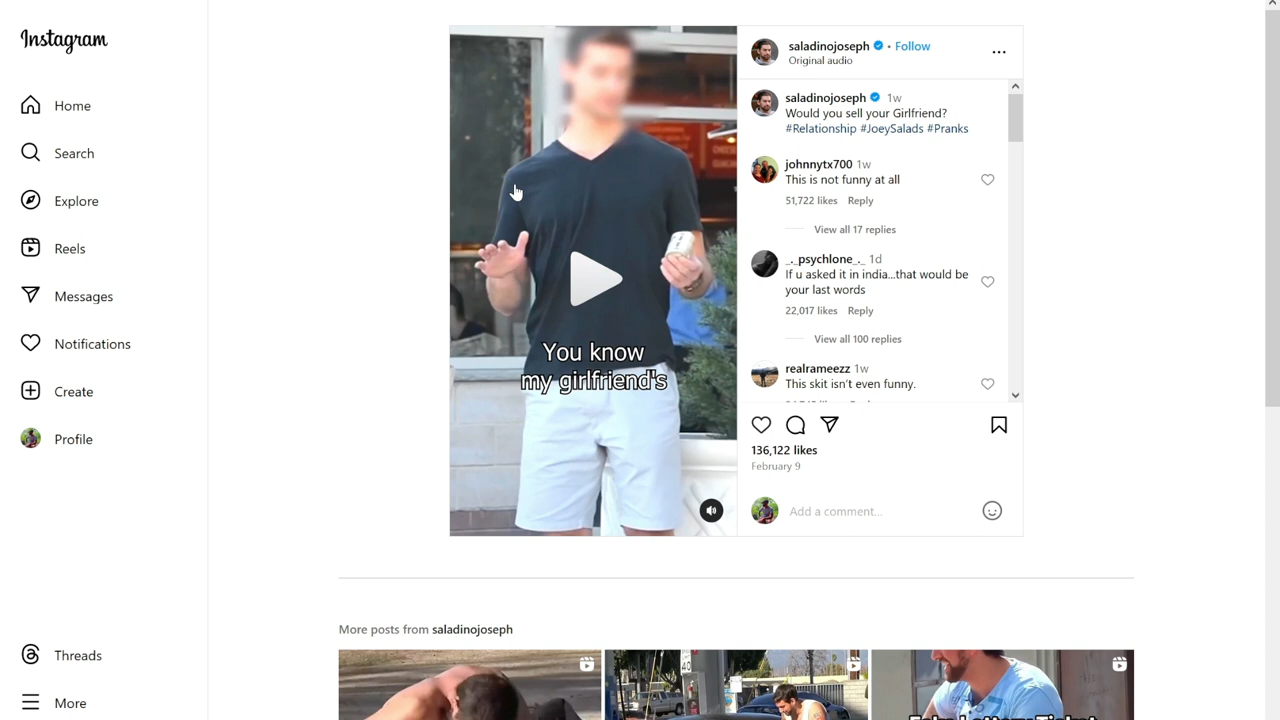 Instagram
Home
Search
Explore
Reels
Messages
Notifications
Create
Profile
Threads
More
You know
my girlfriend's
saladinojoseph • Follow
Original audio
saladinojoseph 1w
Would you sell your Girlfriend?
#Relationship #JoeySalads #Pranks
johnnytx700 1w
This is not funny at all
51,722 likes Reply
View all 17 replies
_._psychlone_._ 1d
If u asked it in india...that would be
your last words
22,017 likes Reply
View all 100 replies
realrameezz 1w
This skit isn't even funny.
136,122 likes
February 9
Add a comment...
More posts from saladinojoseph
40